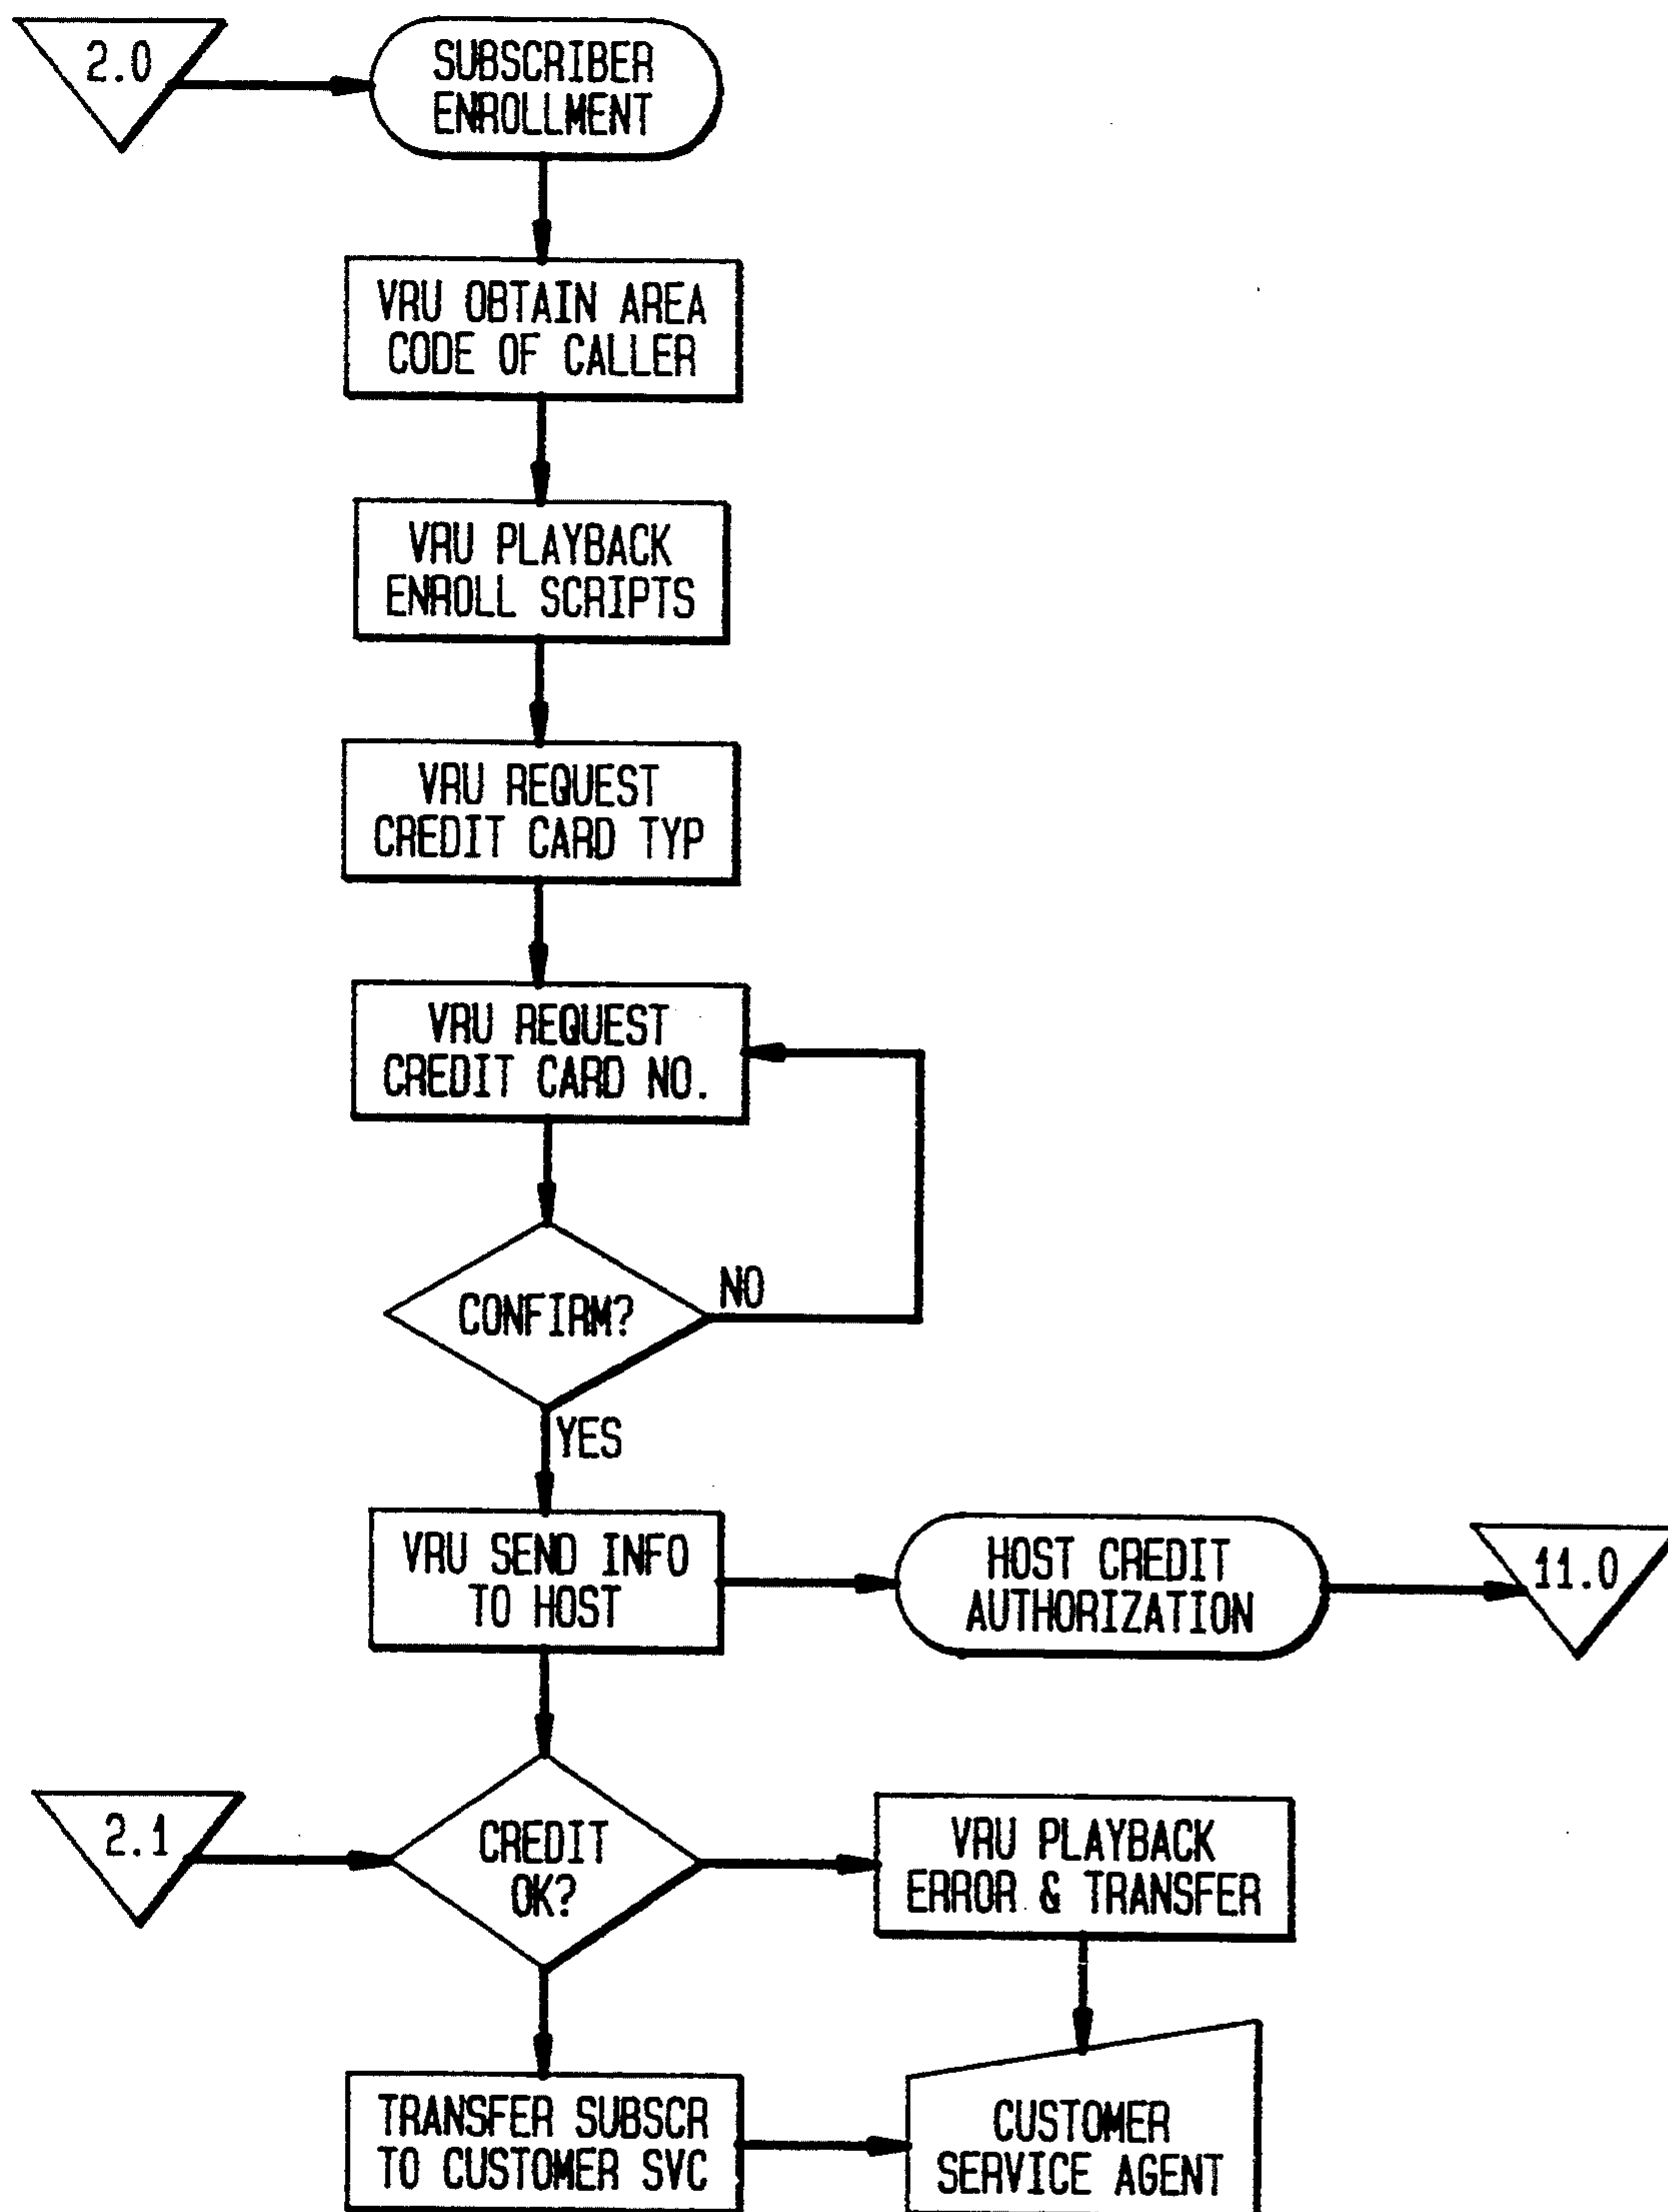 2.0
SUBSCRIBER
ENROLLMENT
VRU OBTAIN AREA
CODE OF CALLER
VRU PLAYBACK
ENROLL SCRIPTS
VRU REQUEST
CREDIT CARD TYP
VRU REQUEST
CREDIT CARD NO.
CONFIRM?
NO
YES
VRU SEND INFO
TO HOST
HOST CREDIT
AUTHORIZATION
11.0
2.1
CREDIT
OK?
VRU PLAYBACK
ERROR & TRANSFER
TRANSFER SUBSCR
TO CUSTOMER SVC
CUSTOMER
SERVICE AGENT